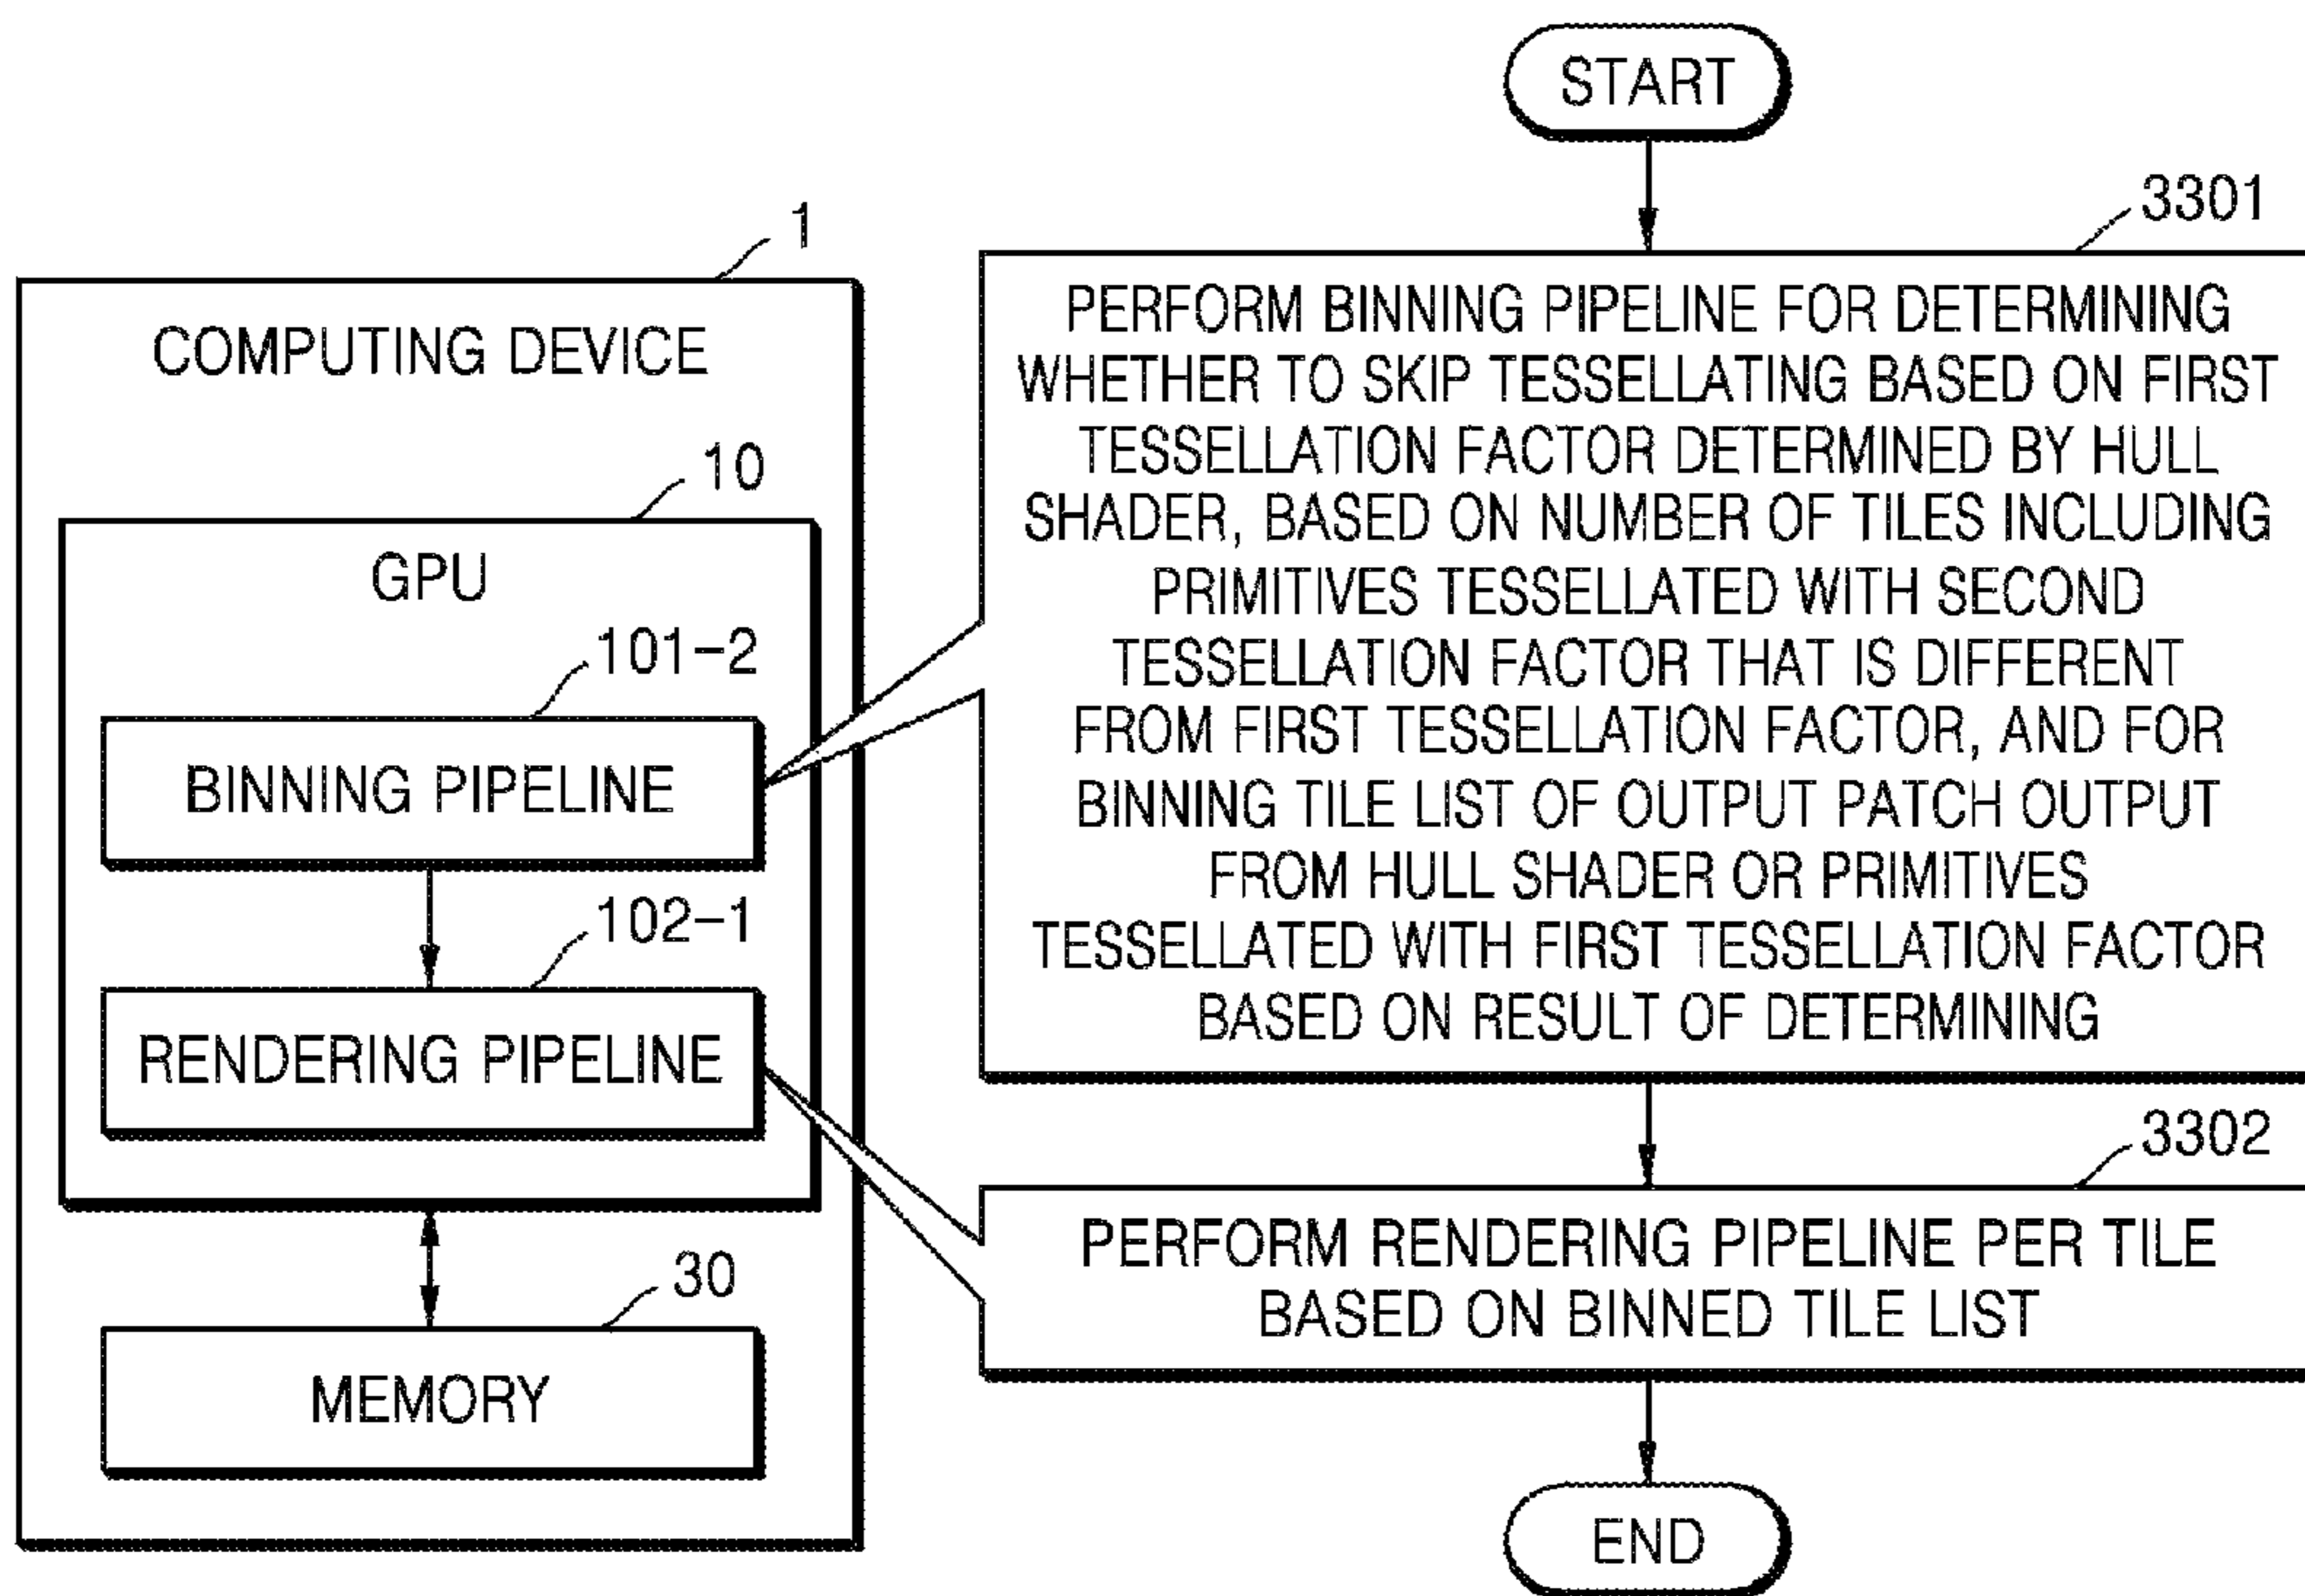 1
COMPUTING DEVICE
10
GPU
101-2
BINNING PIPELINE
102-1
RENDERING PIPELINE
30
MEMORY
START
3301
PERFORM BINNING PIPELINE FOR DETERMINING
WHETHER TO SKIP TESSELLATING BASED ON FIRST
TESSELLATION FACTOR DETERMINED BY HULL
SHADER, BASED ON NUMBER OF TILES INCLUDING
PRIMITIVES TESSELLATED WITH SECOND
TESSELLATION FACTOR THAT IS DIFFERENT
FROM FIRST TESSELLATION FACTOR, AND FOR
BINNING TILE LIST OF OUTPUT PATCH OUTPUT
FROM HULL SHADER OR PRIMITIVES
TESSELLATED WITH FIRST TESSELLATION FACTOR
BASED ON RESULT OF DETERMINING
3302
PERFORM RENDERING PIPELINE PER TILE
BASED ON BINNED TILE LIST
END